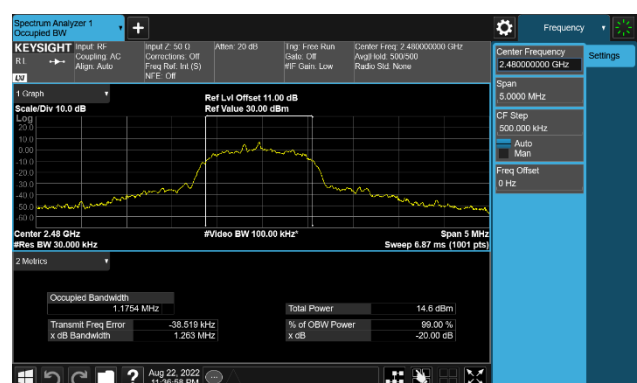 Spectrum Analyzer 1
Occupied BW
+
Frequency
KEYSIGHT
R L
Input: RF
Coupling: AC
Align: Auto
Input Z: 50 Ω
Corrections: Off
Freq Ref: Int (S)
NFE: Off
Atten: 20 dB
Trig: Free Run
Gate: Off
#IF Gain: Low
Center Freq: 2.480000000 GHz
Avg|Hold: 500/500
Radio Std: None
Center Frequency
2.480000000 GHz
Settings
Span
5.0000 MHz
CF Step
500.000 kHz
Auto
Man
Freq Offset
0 Hz
1 Graph
Scale/Div 10.0 dB
Ref Lvl Offset 11.00 dB
Ref Value 30.00 dBm
Log
20.0
10.0
0.00
-10.0
-20.0
-30.0
-40.0
-50.0
-60.0
Center 2.48 GHz
#Res BW 30.000 kHz
#Video BW 100.00 kHz*
Span 5 MHz
Sweep 6.87 ms (1001 pts)
2 Metrics
Occupied Bandwidth
1.1754 MHz
Total Power 14.6 dBm
Transmit Freq Error -38.519 kHz
% of OBW Power 99.00 %
x dB Bandwidth 1.263 MHz
x dB -20.00 dB
?
Aug 22, 2022
11:36:58 PM